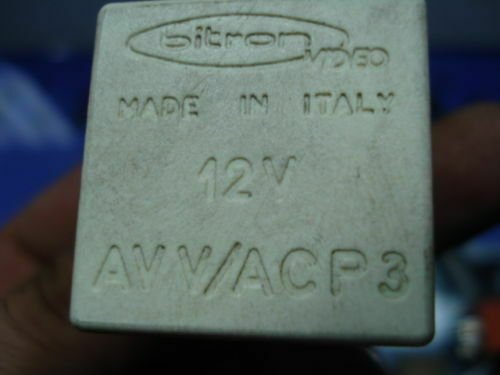 bitron
VIDEO
MADE IN ITALY
12V
AVV/ACP3